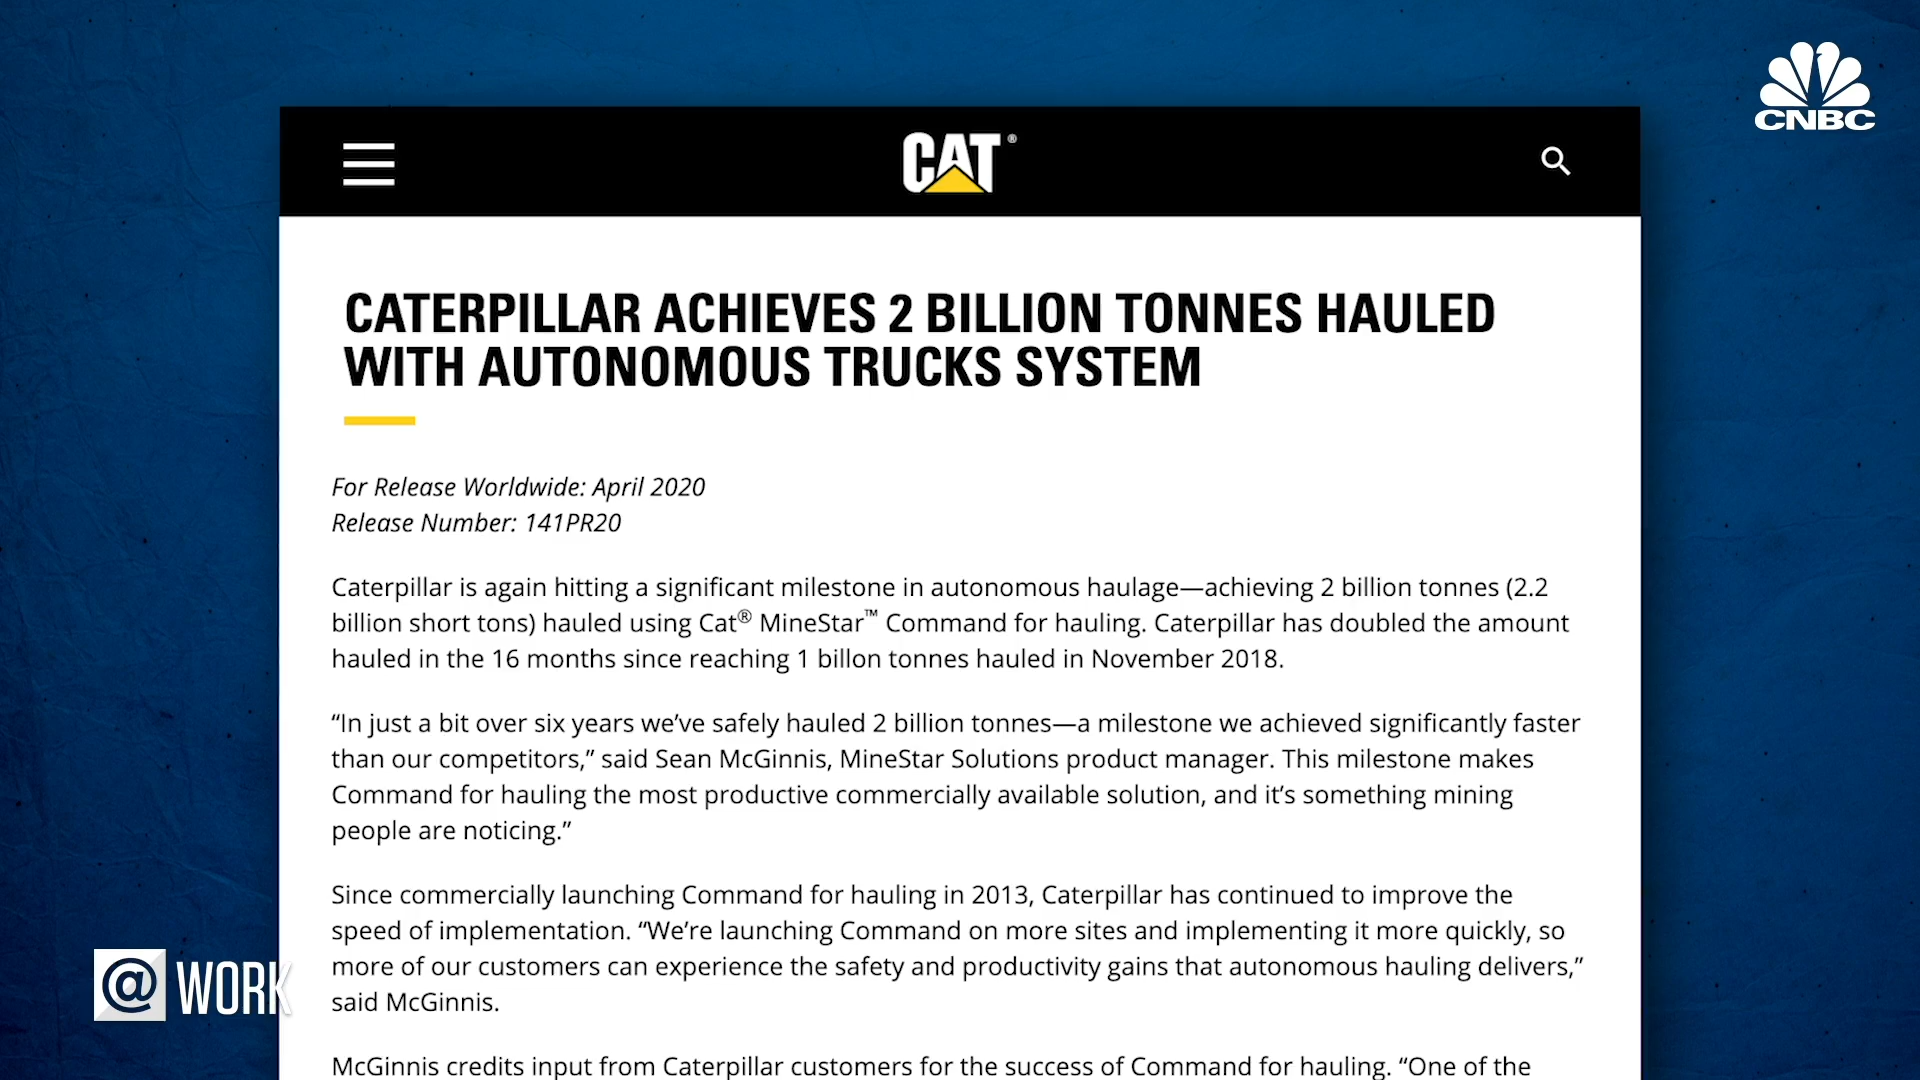 CNBC
CAT®
CATERPILLAR ACHIEVES 2 BILLION TONNES HAULED
WITH AUTONOMOUS TRUCKS SYSTEM
For Release Worldwide: April 2020
Release Number: 141PR20
Caterpillar is again hitting a significant milestone in autonomous haulage—achieving 2 billion tonnes (2.2
billion short tons) hauled using Cat® MineStar™ Command for hauling. Caterpillar has doubled the amount
hauled in the 16 months since reaching 1 billon tonnes hauled in November 2018.
“In just a bit over six years we’ve safely hauled 2 billion tonnes—a milestone we achieved significantly faster
than our competitors,” said Sean McGinnis, MineStar Solutions product manager. This milestone makes
Command for hauling the most productive commercially available solution, and it’s something mining
people are noticing.”
Since commercially launching Command for hauling in 2013, Caterpillar has continued to improve the
speed of implementation. “We’re launching Command on more sites and implementing it more quickly, so
more of our customers can experience the safety and productivity gains that autonomous hauling delivers,”
said McGinnis.
McGinnis credits input from Caterpillar customers for the success of Command for hauling. “One of the
@ WORK